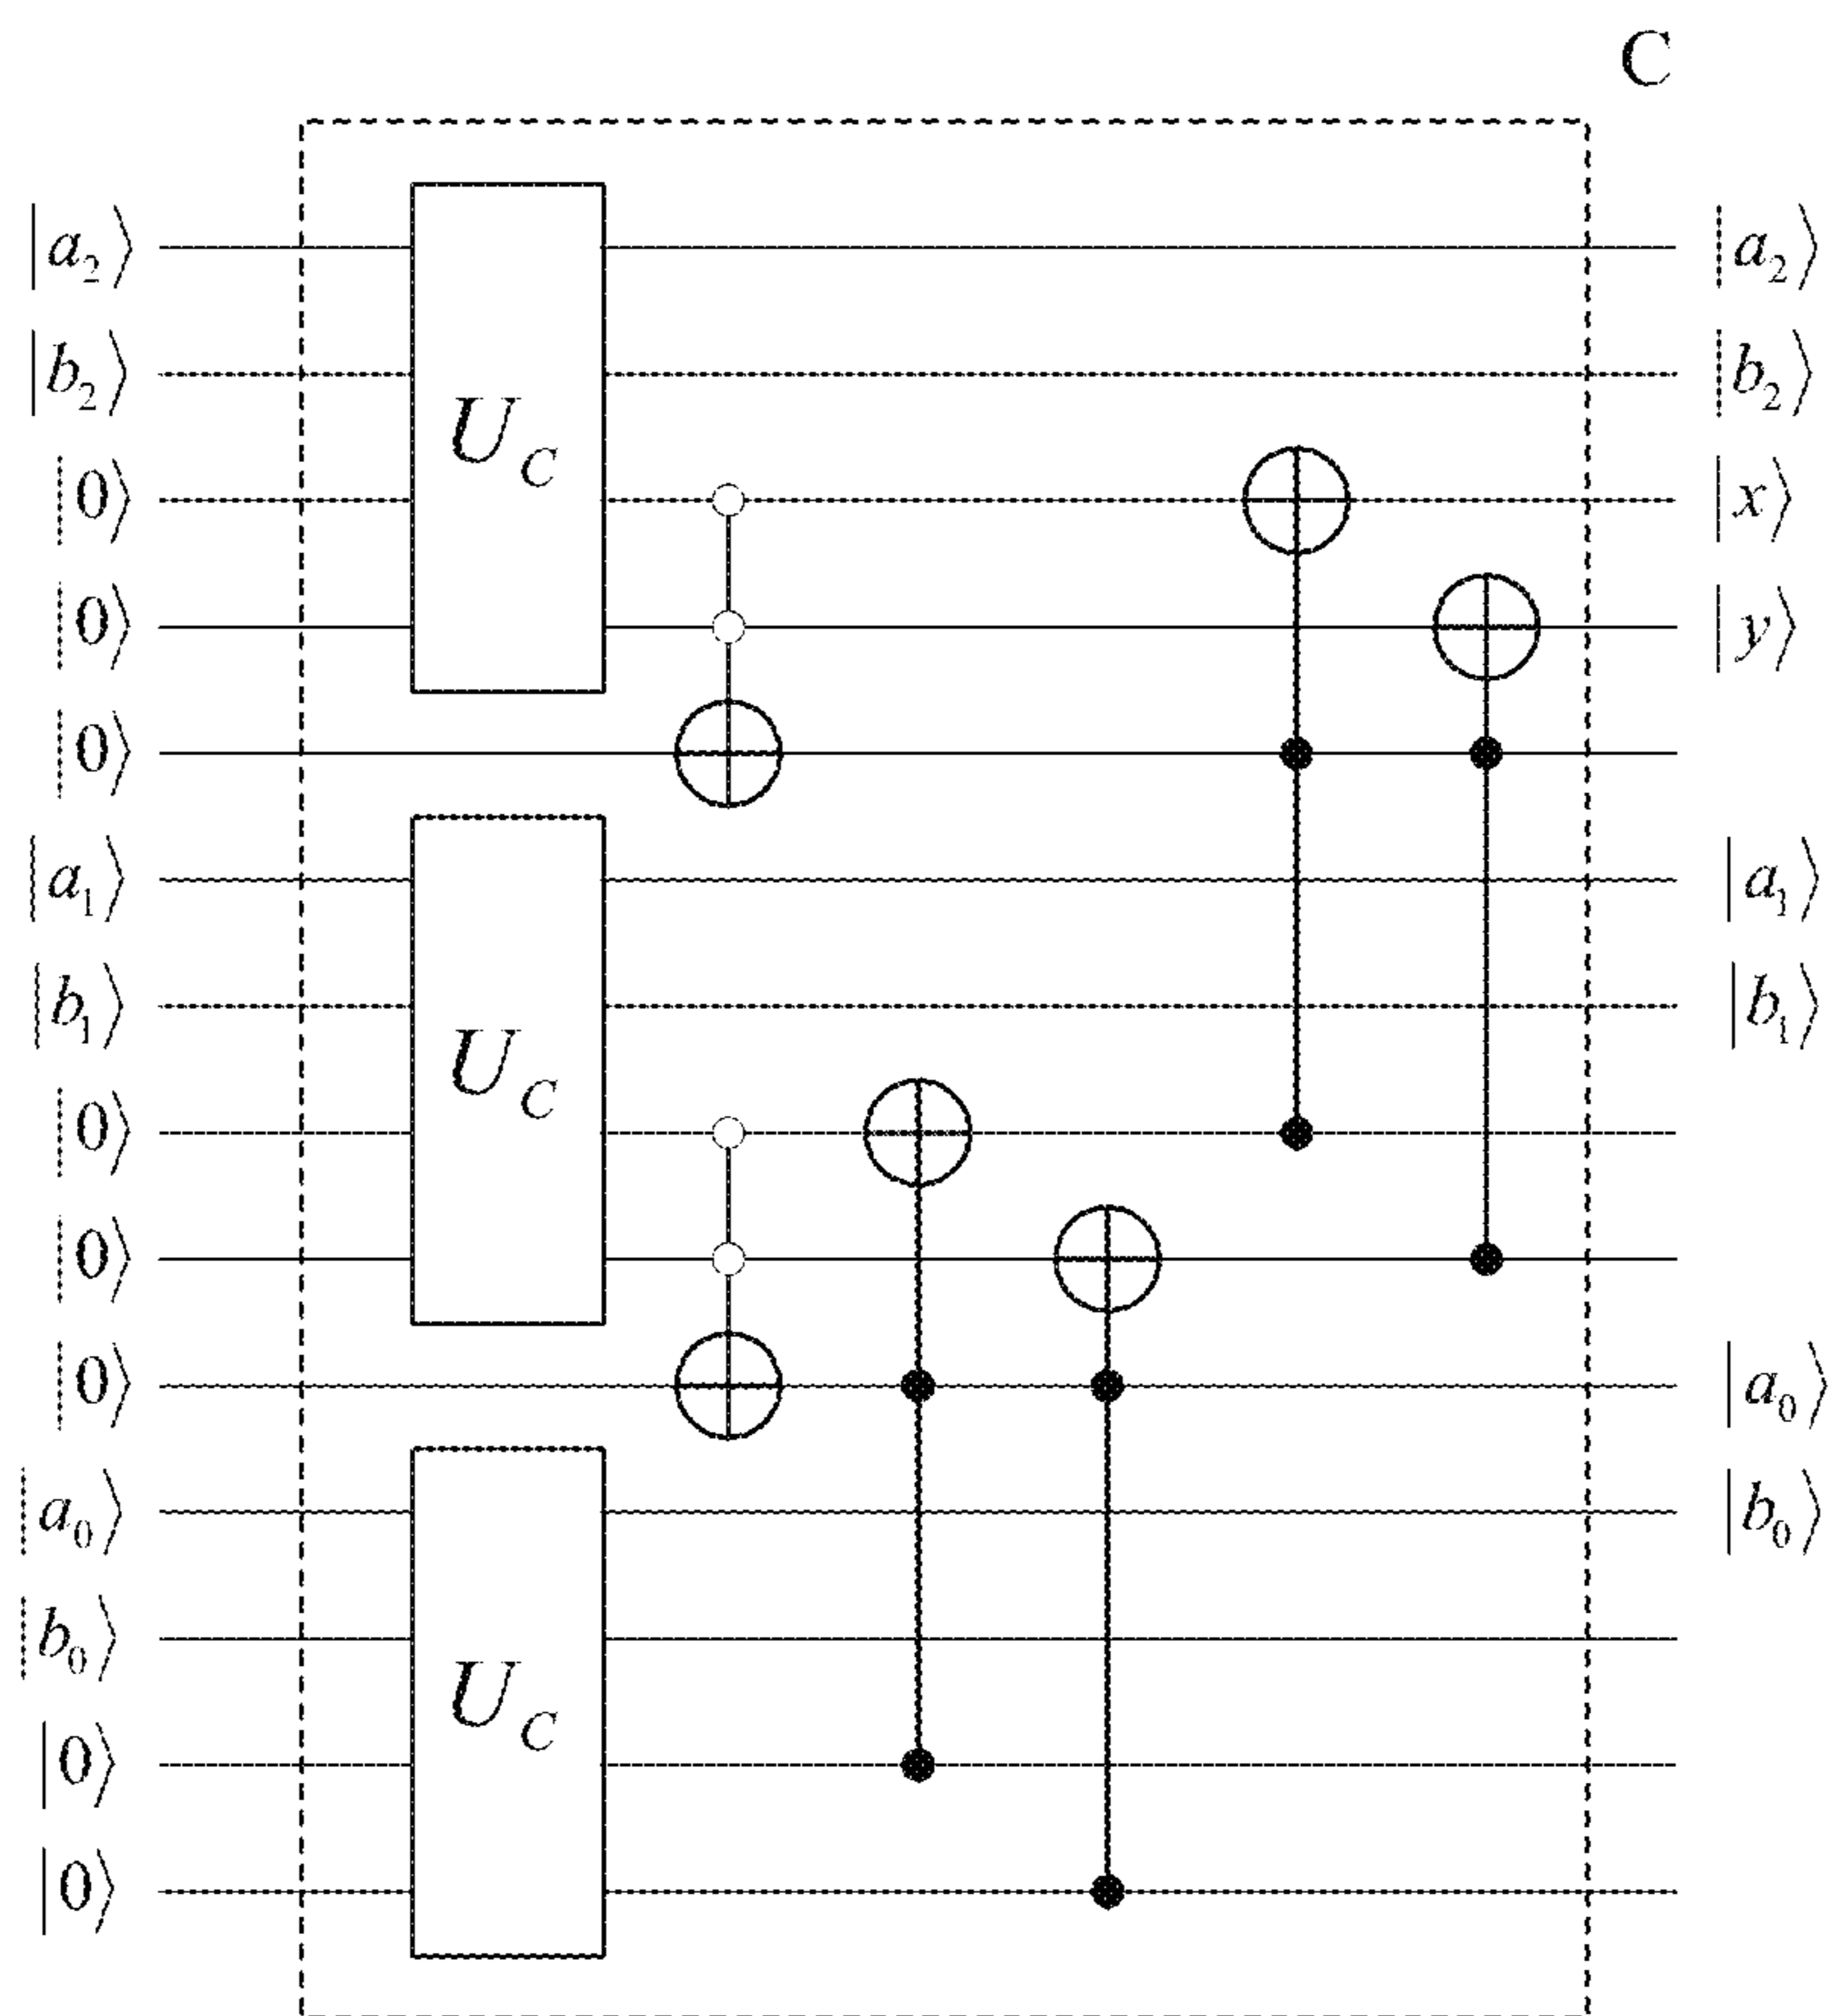 C
|a₂⟩ |a₂⟩
|b₂⟩ |b₂⟩
U_C
|0⟩ |x⟩
|0⟩ |y⟩
|0⟩
|a₁⟩ |a₁⟩
|b₁⟩ |b₁⟩
U_C
|0⟩
|0⟩
|0⟩ |a₀⟩
|a₀⟩ |b₀⟩
|b₀⟩
U_C
|0⟩
|0⟩